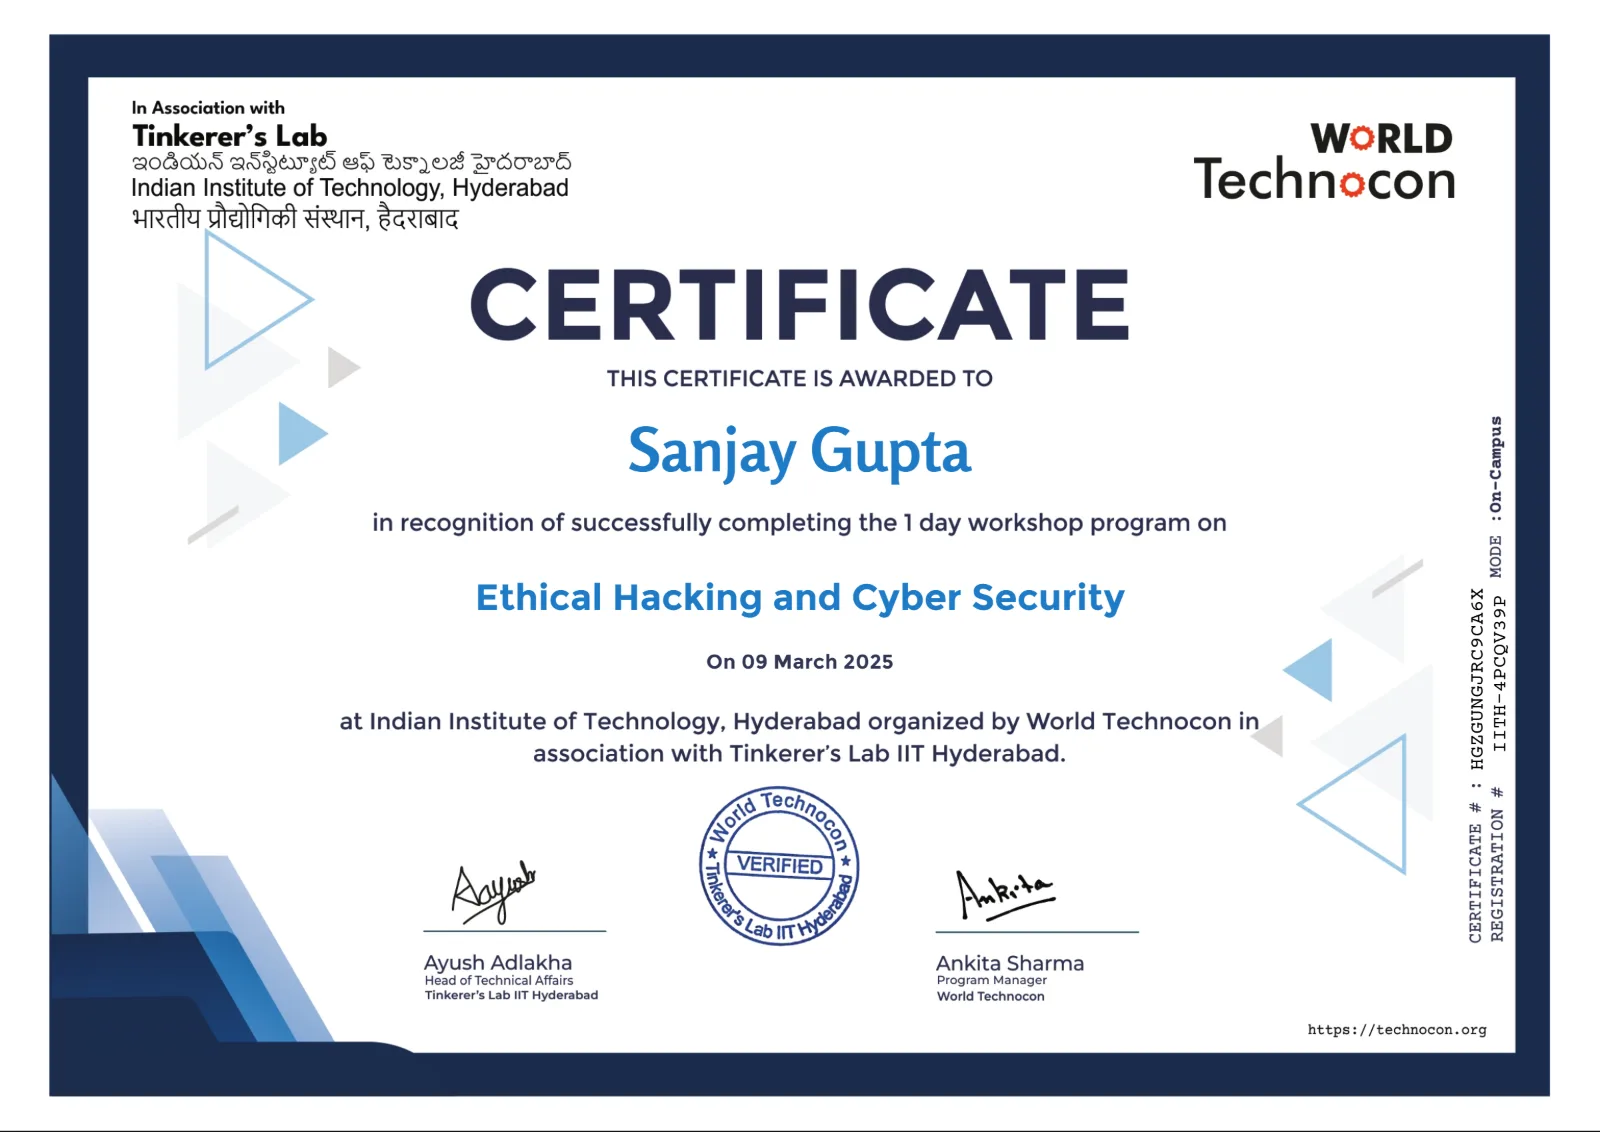 In Association with
Tinkerer's Lab
ఇండియన్ ఇన్‌స్టిట్యూట్ ఆఫ్ టెక్నాలజీ హైదరాబాద్
Indian Institute of Technology, Hyderabad
भारतीय प्रौद्योगिकी संस्थान, हैदराबाद
WORLD
Technocon
CERTIFICATE
THIS CERTIFICATE IS AWARDED TO
Sanjay Gupta
in recognition of successfully completing the 1 day workshop program on
Ethical Hacking and Cyber Security
On 09 March 2025
at Indian Institute of Technology, Hyderabad organized by World Technocon in
association with Tinkerer's Lab IIT Hyderabad.
World Technocon
VERIFIED
Tinkerer's Lab IIT Hyderabad
Aayush
Ayush Adlakha
Head of Technical Affairs
Tinkerer's Lab IIT Hyderabad
Ankita
Ankita Sharma
Program Manager
World Technocon
CERTIFICATE # : HGZGUNGJRC9CA6X
REGISTRATION # IITH-4PCQV39P MODE :On-Campus
https://technocon.org